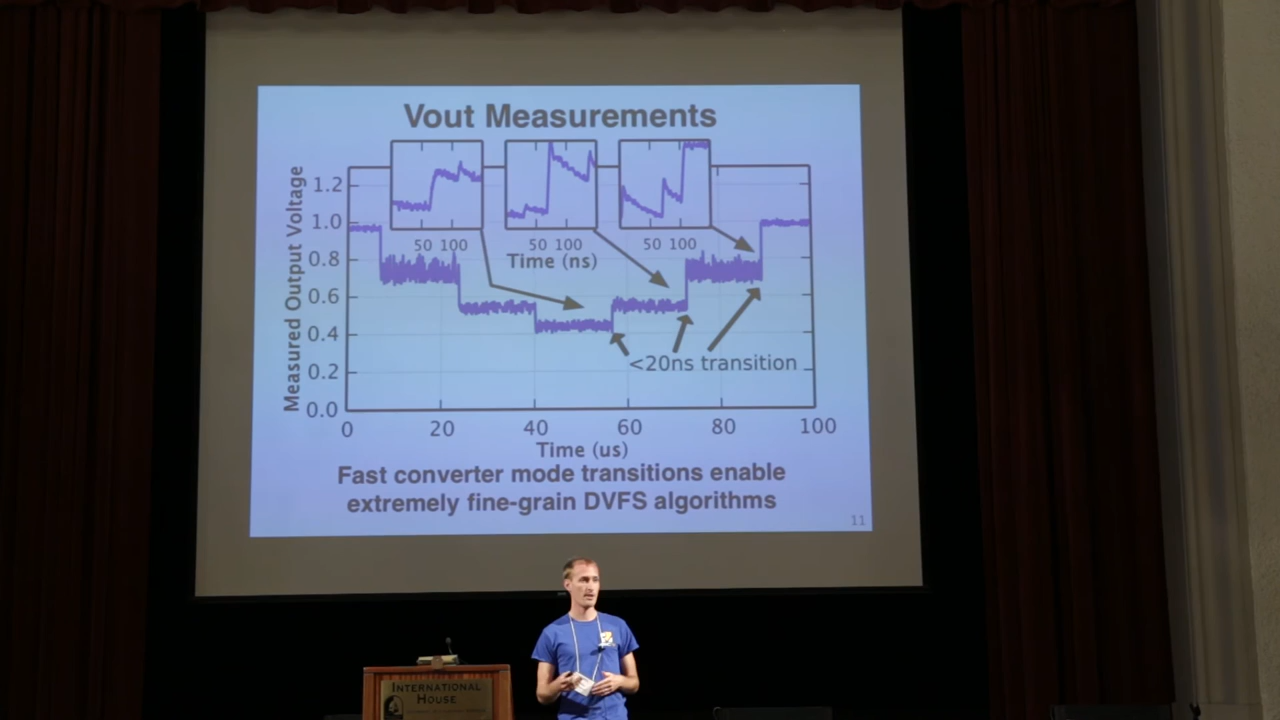 Vout Measurements
Measured Output Voltage
1.2
1.0
0.8
0.6
0.4
0.2
0.0
50 100
50 100
50 100
Time (ns)
<20ns transition
0 20 40 60 80 100
Time (us)
Fast converter mode transitions enable
extremely fine-grain DVFS algorithms
11
INTERNATIONAL
HOUSE